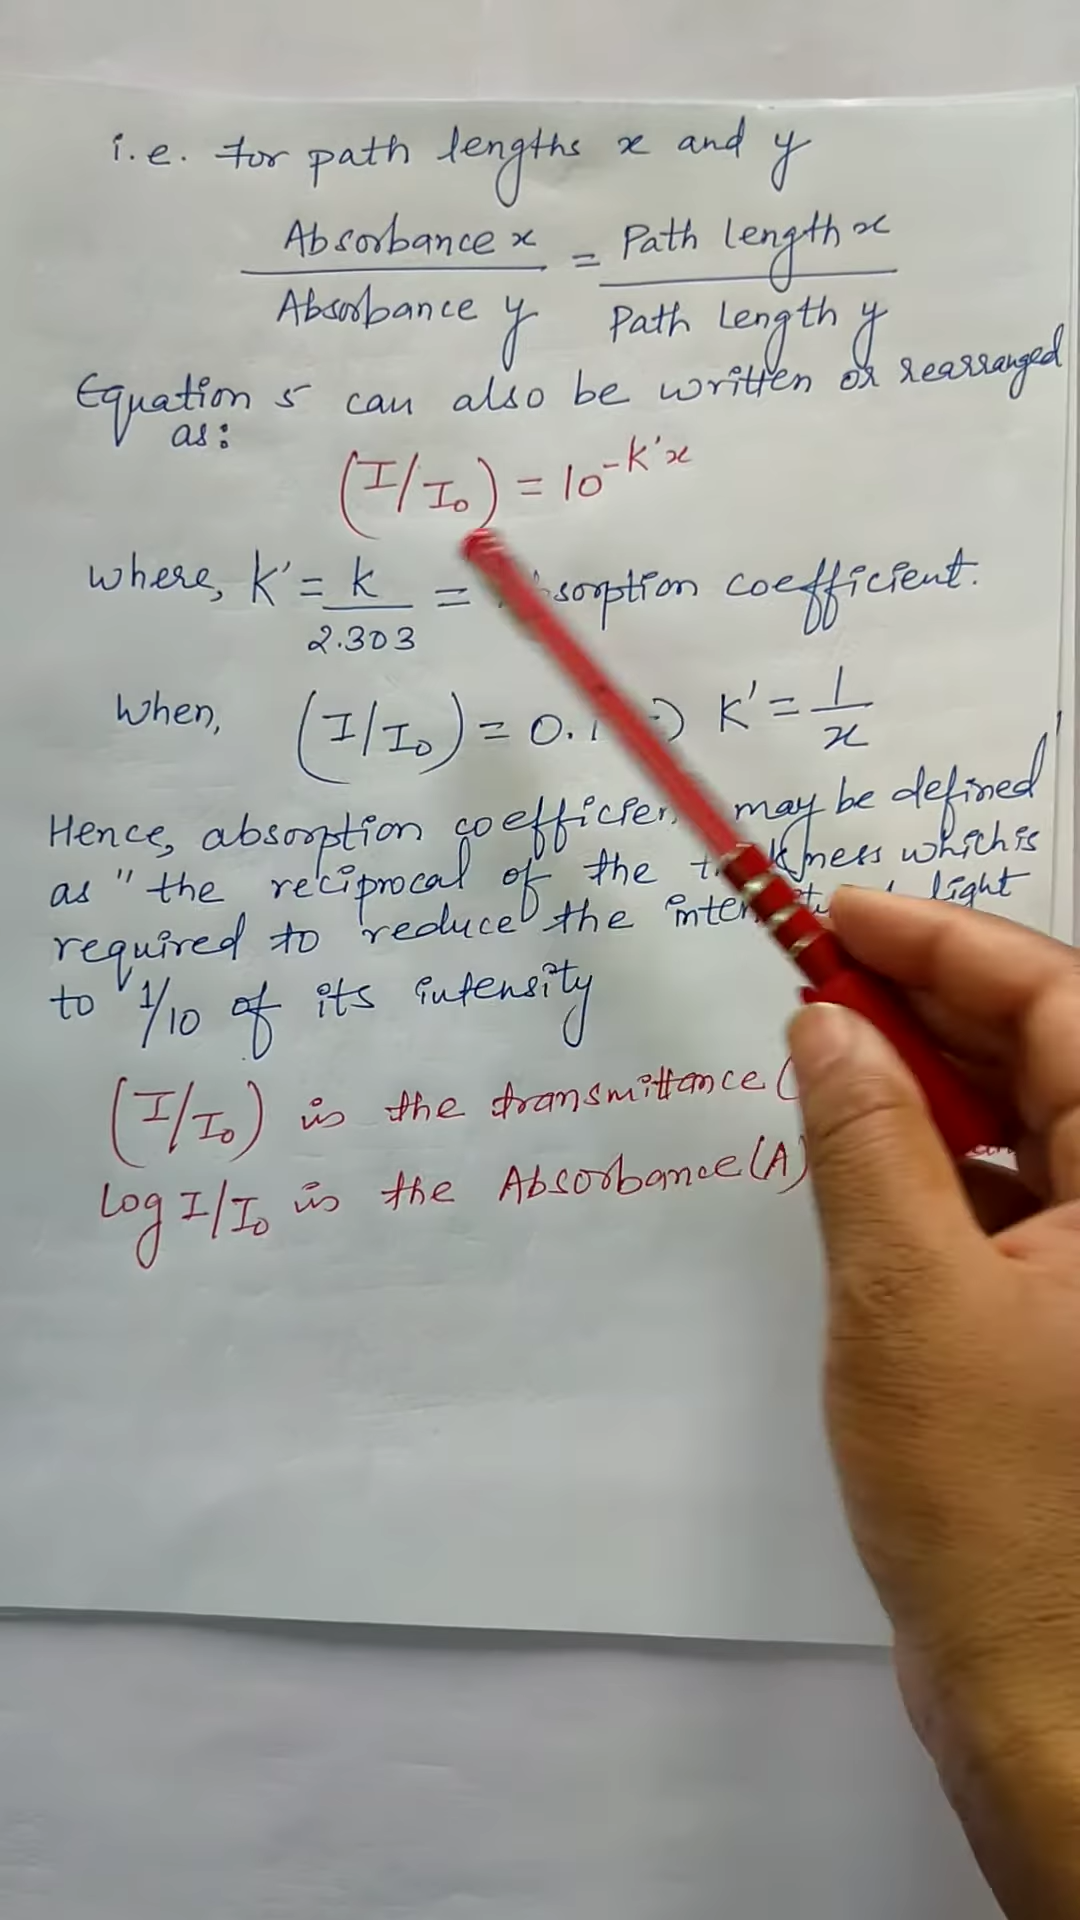 i.e. for path lengths x and y
Absorbance x / Absorbance y = Path length x / Path Length y
Equation 5 can also be written or rearranged
as:
(I/I₀) = 10^-k'x
where, k' = k/2.303 = sorption coefficient.
When, (I/I₀) = 0.1 k' = 1/x
Hence, absorption may be defined
as "the reciprocal of the which is
required to reduce the light
to 1/10 of its intensity
(I/I₀) is the transmittance (
log I/I₀ is the Absorbance (A)